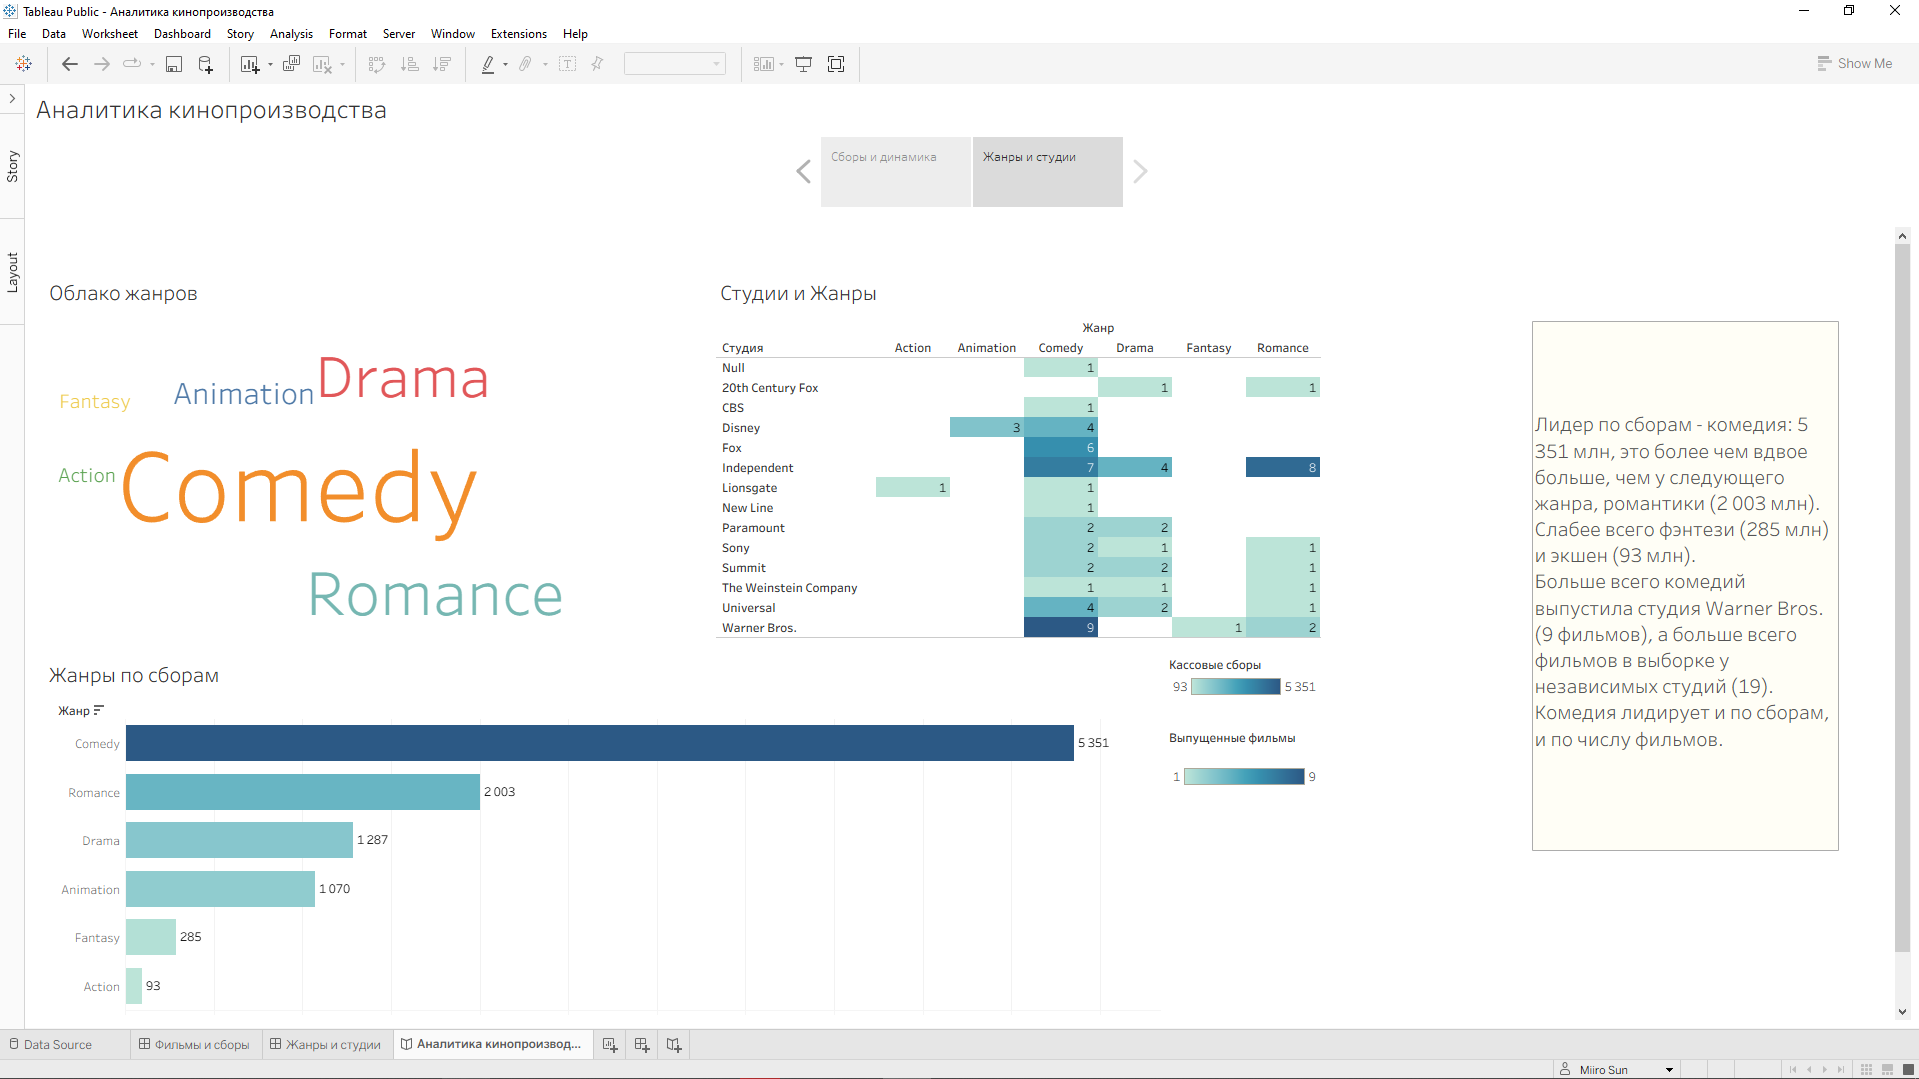 Tableau Public - Аналитика кинопроизводства
File Data Worksheet Dashboard Story Analysis Format Server Window Extensions Help
Show Me
Story
Layout
Аналитика кинопроизводства
Сборы и динамика
Жанры и студии
Облако жанров
Fantasy
Animation
Drama
Action
Comedy
Romance
Студии и Жанры
Жанр
Студия Action Animation Comedy Drama Fantasy Romance
Null 1
20th Century Fox 1 1
CBS 1
Disney 3 4
Fox 6
Independent 7 4 8
Lionsgate 1 1
New Line 1
Paramount 2 2
Sony 2 1 1
Summit 2 2 1
The Weinstein Company 1 1 1
Universal 4 2 1
Warner Bros. 9 1 2
Лидер по сборам - комедия: 5
351 млн, это более чем вдвое
больше, чем у следующего
жанра, романтики (2 003 млн).
Слабее всего фэнтези (285 млн)
и экшен (93 млн).
Больше всего комедий
выпустила студия Warner Bros.
(9 фильмов), а больше всего
фильмов в выборке у
независимых студий (19).
Комедия лидирует и по сборам,
и по числу фильмов.
Жанры по сборам
Жанр
Comedy 5 351
Romance 2 003
Drama 1 287
Animation 1 070
Fantasy 285
Action 93
Кассовые сборы
93 5 351
Выпущенные фильмы
1 9
Data Source
Фильмы и сборы
Жанры и студии
Аналитика кинопроизвод...
Miiro Sun